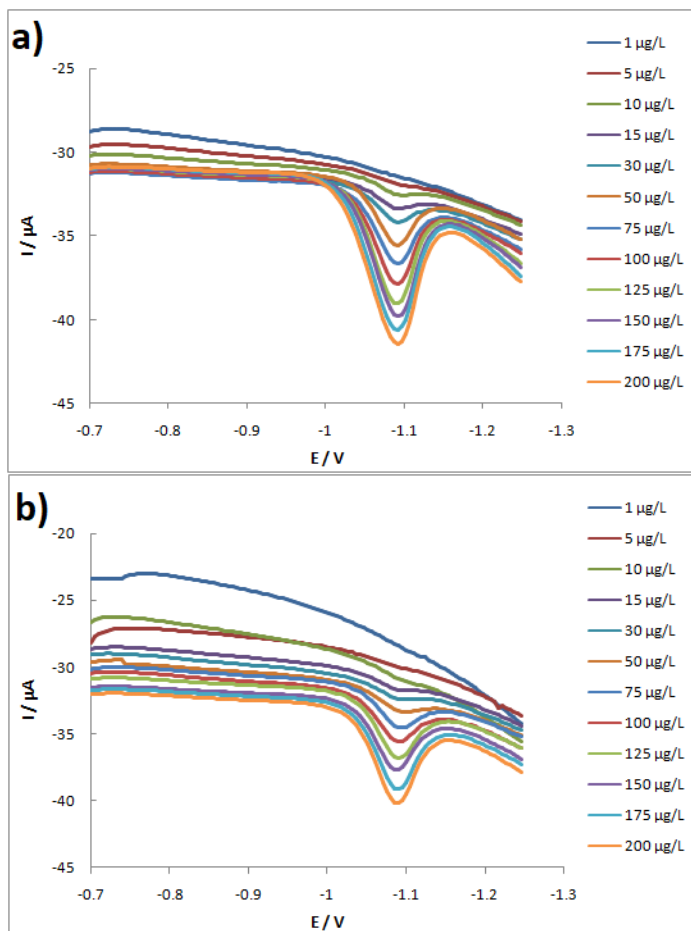 a)
-25
-30
-35
-40
-45
I / µA
-0.7 -0.8 -0.9 -1 -1.1 -1.2 -1.3
E / V
1 µg/L
5 µg/L
10 µg/L
15 µg/L
30 µg/L
50 µg/L
75 µg/L
100 µg/L
125 µg/L
150 µg/L
175 µg/L
200 µg/L
b)
-20
-25
-30
-35
-40
-45
I / µA
-0.7 -0.8 -0.9 -1 -1.1 -1.2 -1.3
E / V
1 µg/L
5 µg/L
10 µg/L
15 µg/L
30 µg/L
50 µg/L
75 µg/L
100 µg/L
125 µg/L
150 µg/L
175 µg/L
200 µg/L